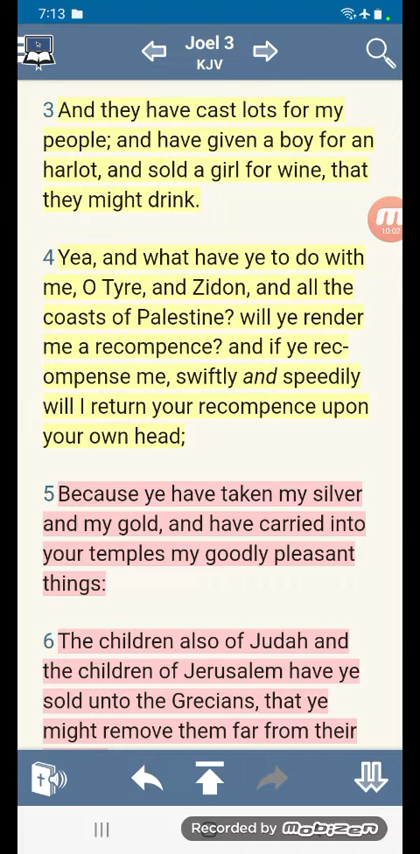 7:13
Joel 3
KJV
3 And they have cast lots for my
people; and have given a boy for an
harlot, and sold a girl for wine, that
they might drink.
10:02
4 Yea, and what have ye to do with
me, O Tyre, and Zidon, and all the
coasts of Palestine? will ye render
me a recompence? and if ye rec-
ompense me, swiftly and speedily
will I return your recompence upon
your own head;
5 Because ye have taken my silver
and my gold, and have carried into
your temples my goodly pleasant
things:
6 The children also of Judah and
the children of Jerusalem have ye
sold unto the Grecians, that ye
might remove them far from their
Recorded by Mobizen